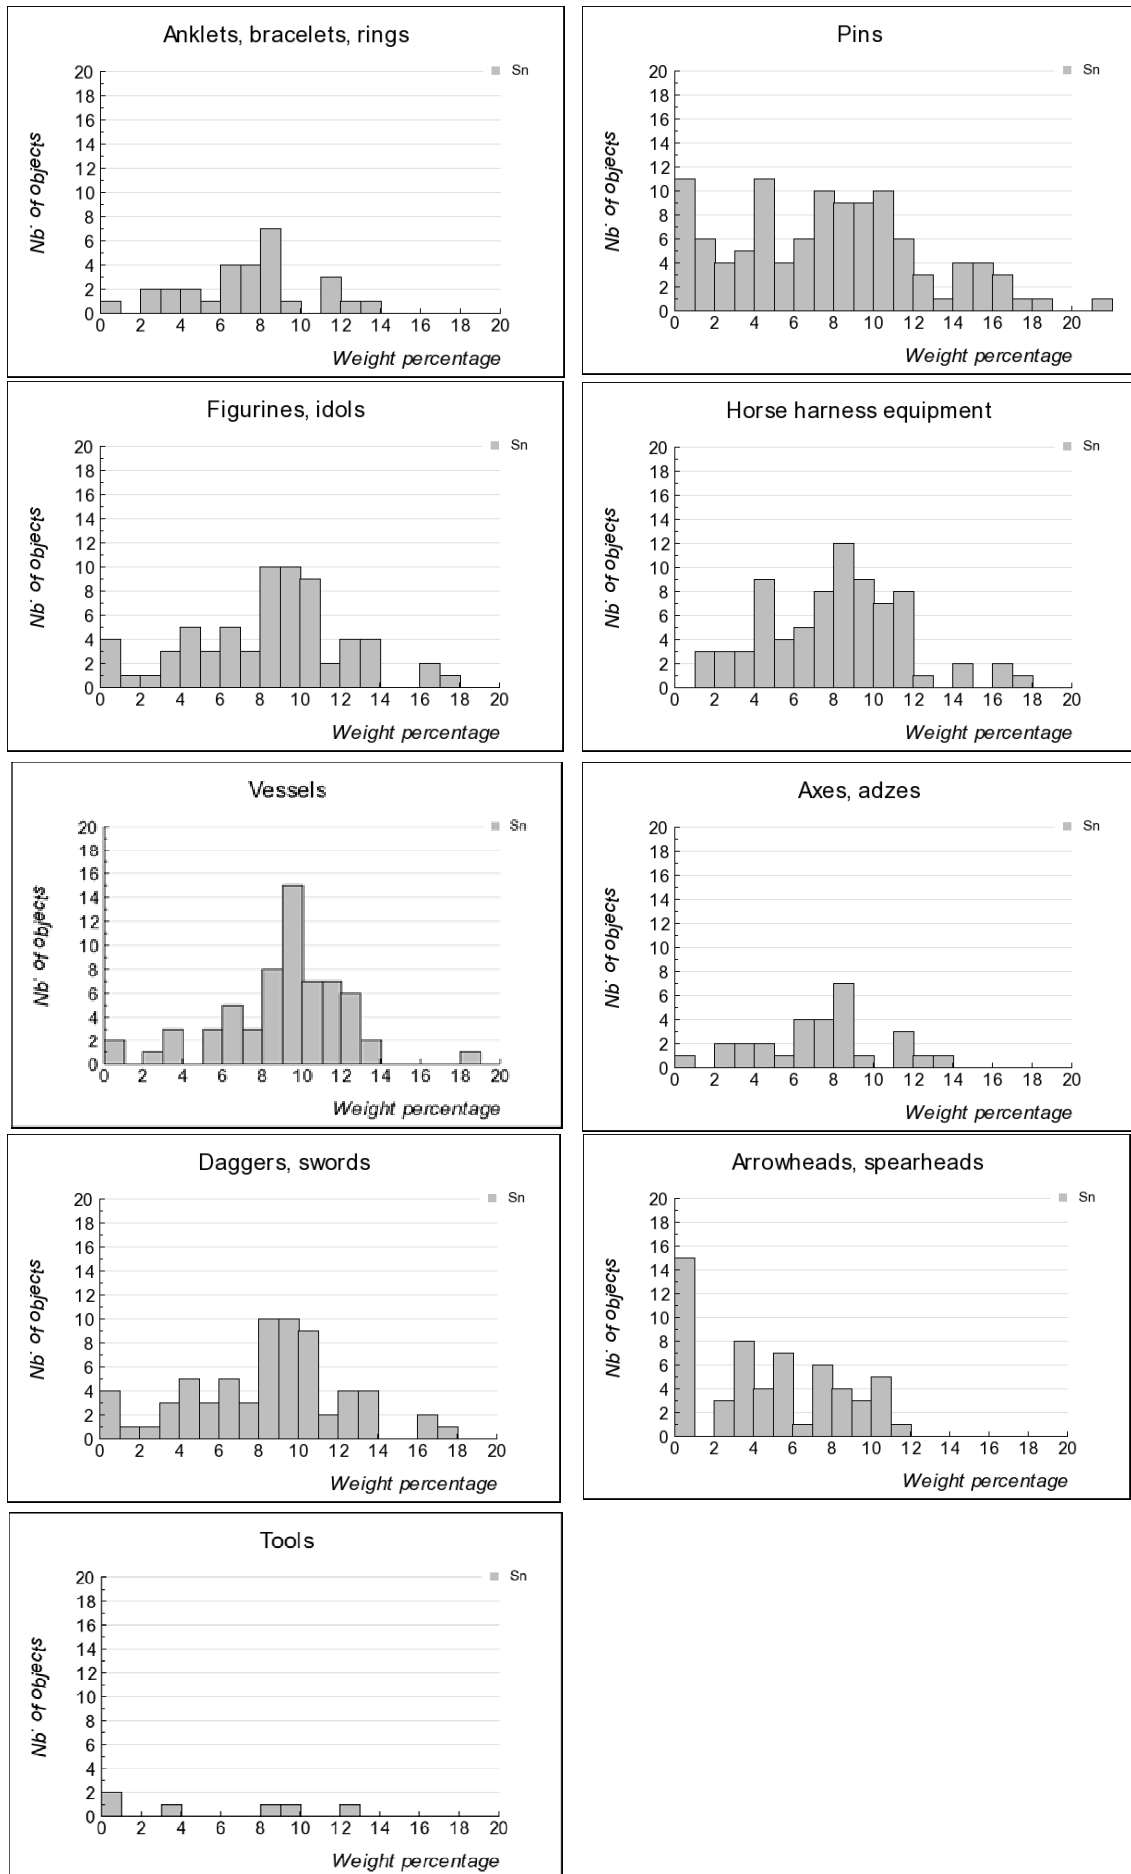 Anklets, bracelets, rings
Sn
20
18
16
14
12
10
8
6
4
2
0
Nb' of objects
0 2 4 6 8 10 12 14 16 18 20
Weight percentage
Pins
Sn
20
18
16
14
12
10
8
6
4
2
0
Nb' of objects
0 2 4 6 8 10 12 14 16 18 20
Weight percentage
Figurines, idols
Sn
20
18
16
14
12
10
8
6
4
2
0
Nb' of objects
0 2 4 6 8 10 12 14 16 18 20
Weight percentage
Horse harness equipment
Sn
20
18
16
14
12
10
8
6
4
2
0
Nb' of objects
0 2 4 6 8 10 12 14 16 18 20
Weight percentage
Vessels
Sn
20
18
16
14
12
10
8
6
4
2
0
Nb' of objects
0 2 4 6 8 10 12 14 16 18 20
Weight percentage
Axes, adzes
Sn
20
18
16
14
12
10
8
6
4
2
0
Nb' of objects
0 2 4 6 8 10 12 14 16 18 20
Weight percentage
Daggers, swords
Sn
20
18
16
14
12
10
8
6
4
2
0
Nb' of objects
0 2 4 6 8 10 12 14 16 18 20
Weight percentage
Arrowheads, spearheads
Sn
20
18
16
14
12
10
8
6
4
2
0
Nb' of objects
0 2 4 6 8 10 12 14 16 18 20
Weight percentage
Tools
Sn
20
18
16
14
12
10
8
6
4
2
0
Nb' of objects
0 2 4 6 8 10 12 14 16 18 20
Weight percentage